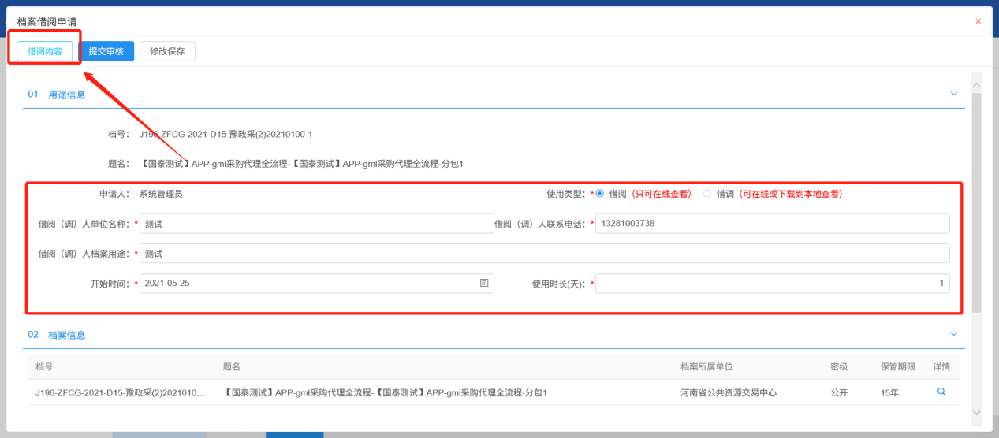 档案借阅申请
借阅内容 提交审核 修改保存
01 用途信息
档号： J196-ZFCG-2021-D15-豫政采(2)20210100-1
题名： 【国泰测试】APP-gml采购代理全流程-【国泰测试】APP-gml采购代理全流程-分包1
申请人： 系统管理员 使用类型：* 借阅（只可在线查看） 借调（可在线或下载到本地查看）
借阅（调）人单位名称：* 测试 借阅（调）人联系电话：* 13281003738
借阅（调）人档案用途：* 测试
开始时间：* 2021-05-25 使用时长(天)：* 1
02 档案信息
档号 题名 档案所属单位 密级 保管期限 详情
J196-ZFCG-2021-D15-豫政采(2)2021010... 【国泰测试】APP-gml采购代理全流程-【国泰测试】APP-gml采购代理全流程-分包1 河南省公共资源交易中心 公开 15年